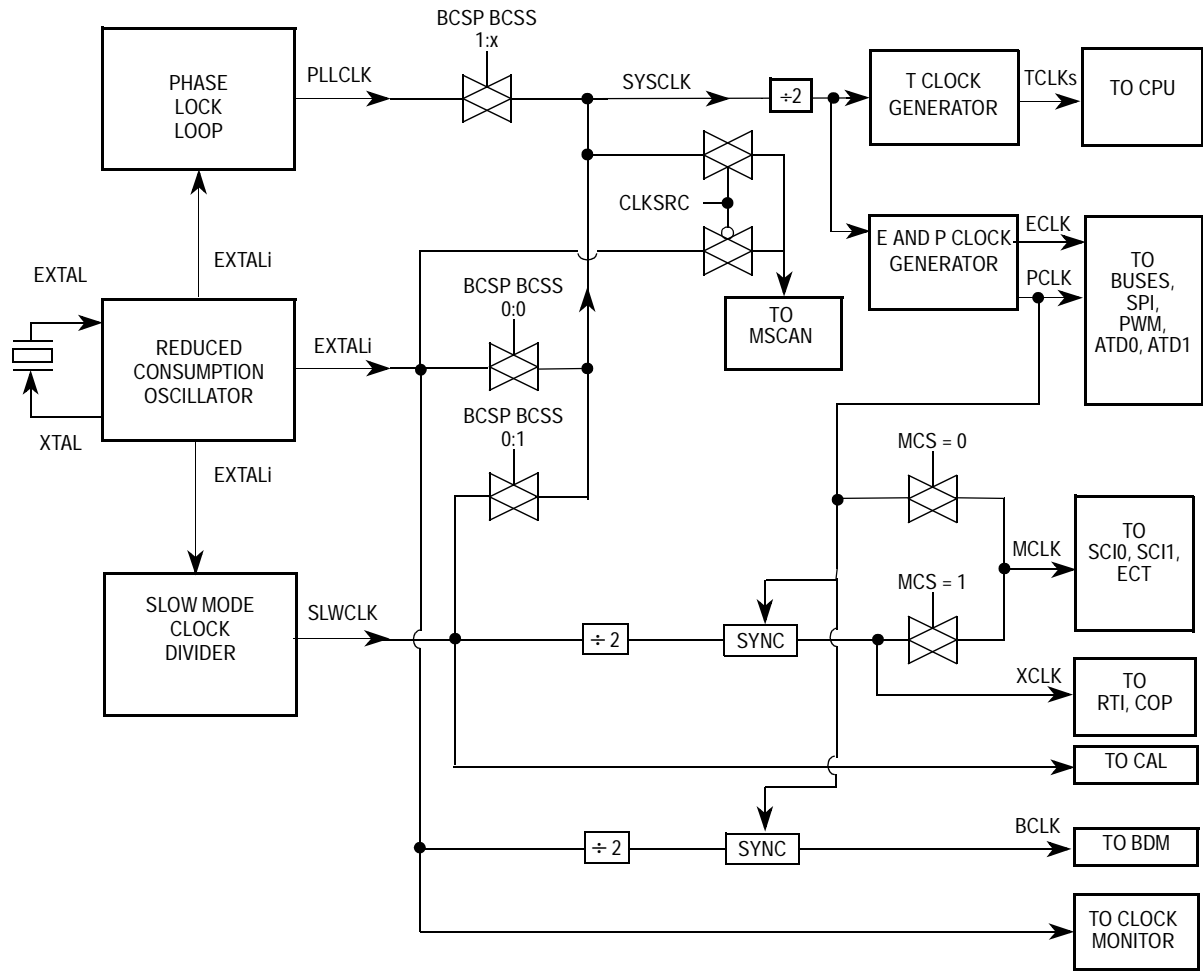 BCSP BCSS
1:x
PHASE
LOCK
LOOP
PLLCLK
SYSCLK
÷2
T CLOCK
GENERATOR
TCLKs
TO CPU
CLKSRC
E AND P CLOCK
GENERATOR
ECLK
PCLK
TO
BUSES,
SPI,
PWM,
ATD0, ATD1
EXTALi
EXTAL
BCSP BCSS
0:0
TO
MSCAN
REDUCED
CONSUMPTION
OSCILLATOR
EXTALi
XTAL
BCSP BCSS
0:1
EXTALi
MCS = 0
TO
SCI0, SCI1,
ECT
MCLK
MCS = 1
SLOW MODE
CLOCK
DIVIDER
SLWCLK
÷ 2
SYNC
XCLK
TO
RTI, COP
TO CAL
÷ 2
SYNC
BCLK
TO BDM
TO CLOCK
MONITOR